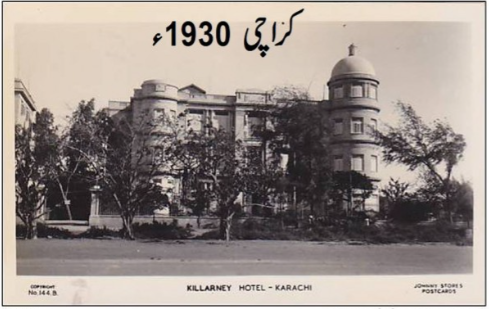 کراچی 1930ء
KILLARNEY HOTEL - KARACHI
COPYRIGHT
No. 144.B.
JOHNNY STORES
POSTCARDS